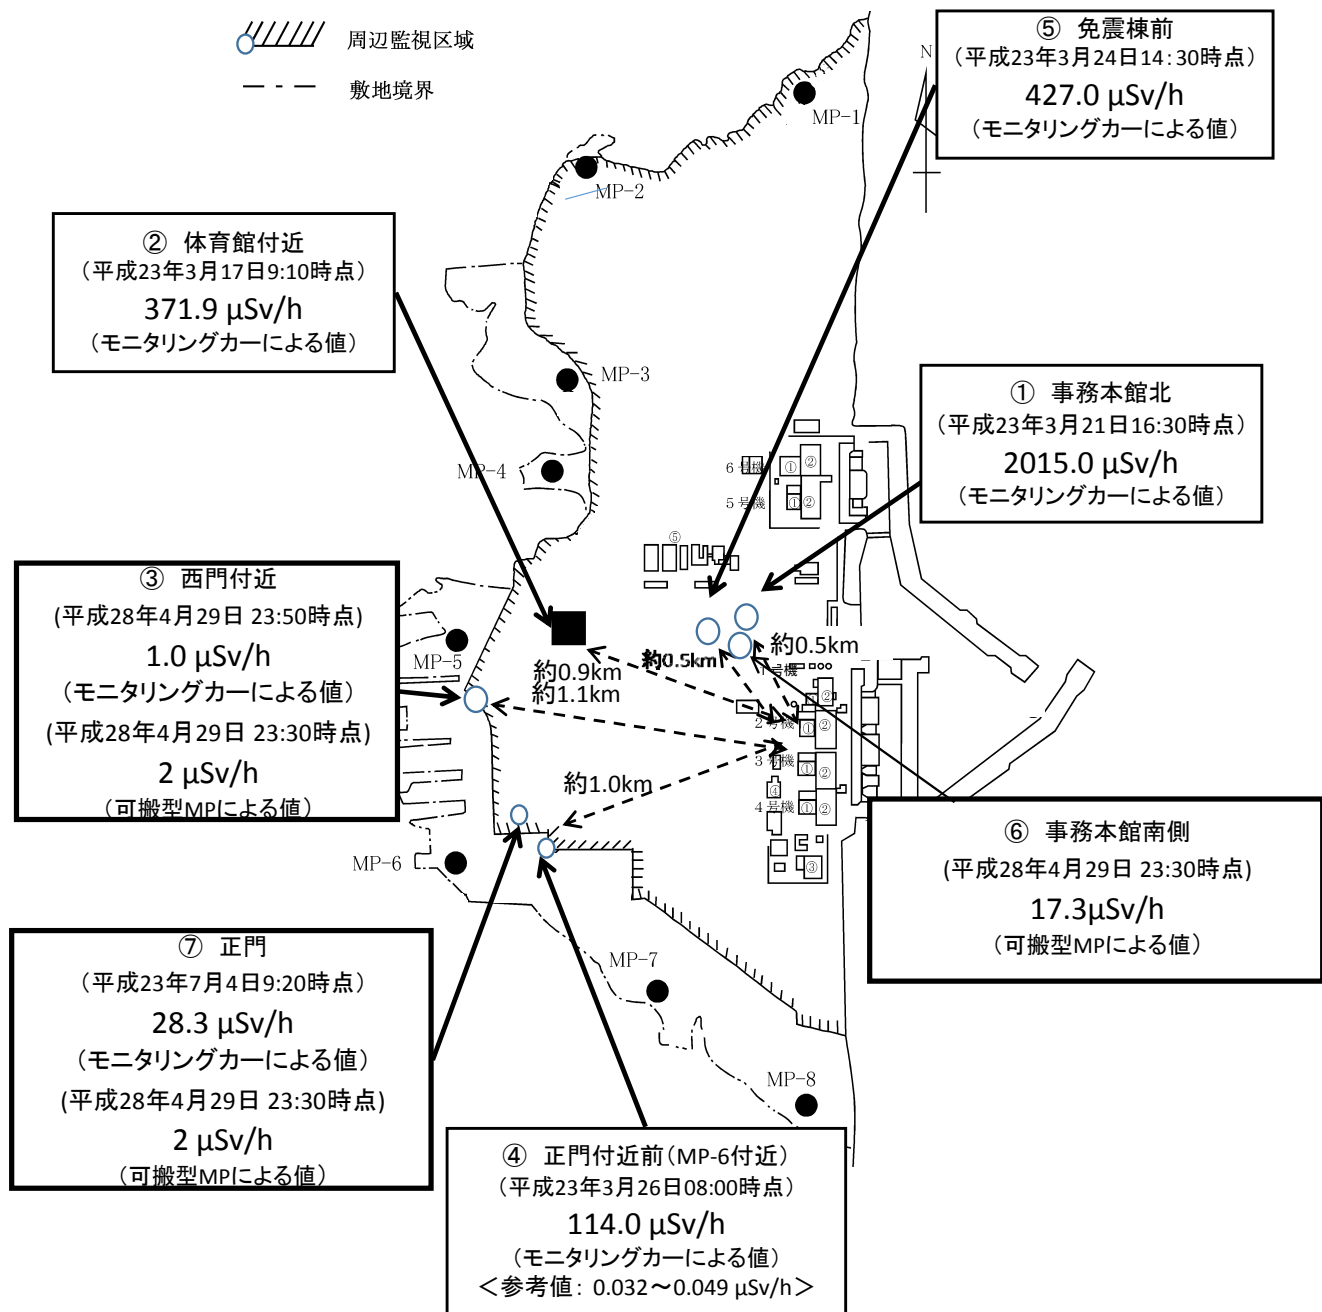 周辺監視区域
敷地境界
⑤ 免震棟前
(平成23年3月24日14:30時点)
427.0 μSv/h
(モニタリングカーによる値)
N
MP-1
MP-2
② 体育館付近
(平成23年3月17日9:10時点)
371.9 μSv/h
(モニタリングカーによる値)
MP-3
① 事務本館北
(平成23年3月21日16:30時点)
2015.0 μSv/h
(モニタリングカーによる値)
MP-4
6号機
① ②
5号機
① ②
⑤
③ 西門付近
(平成28年4月29日 23:50時点)
1.0 μSv/h
(モニタリングカーによる値)
(平成28年4月29日 23:30時点)
2 μSv/h
(可搬型MPによる値)
MP-5
約0.9km
約1.1km
約0.5km
約0.5km
1号機
②
2号機
① ②
3号機
① ②
④
4号機
① ②
③
約1.0km
MP-6
⑥ 事務本館南側
(平成28年4月29日 23:30時点)
17.3μSv/h
(可搬型MPによる値)
⑦ 正門
(平成23年7月4日9:20時点)
28.3 μSv/h
(モニタリングカーによる値)
(平成28年4月29日 23:30時点)
2 μSv/h
(可搬型MPによる値)
MP-7
MP-8
④ 正門付近前(MP-6付近)
(平成23年3月26日08:00時点)
114.0 μSv/h
(モニタリングカーによる値)
<参考値: 0.032～0.049 μSv/h>